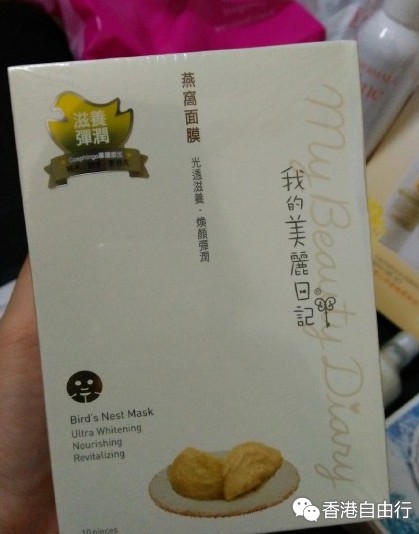 滋養
彈潤
燕窩面膜
光透滋養·煥顏彈潤
My Beauty Diary
我的美麗日記
®
Bird's Nest Mask
Ultra Whitening
Nourishing
Revitalizing
10 pieces
香港自由行